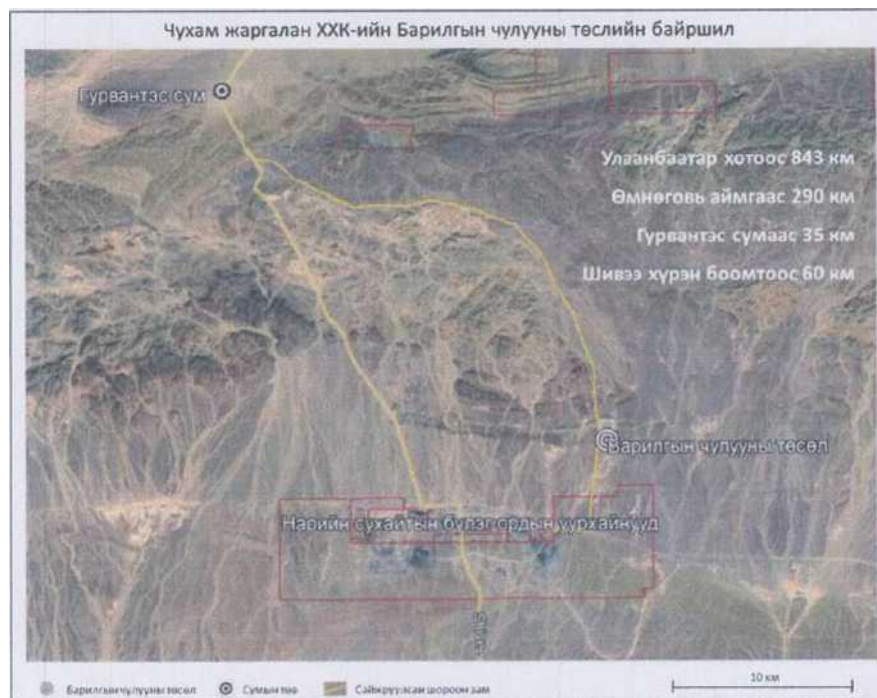 Чухам жаргалан ХХК-ийн Барилгын чулууны төслийн байршил
Гурвантэс сум
Улаанбаатар хотоос 843 км
Өмнөговь аймгаас 290 км
Гурвантэс сумаас 35 км
Шивээ хүрэн боомтоос 60 км
Барилгын чулууны төсөл
Нарийн сухайтын бүлэг ордын уурхайнууд
10 км
Барилгын чулууны төсөл
Сумын төв
Сайжруулсан шороон зам